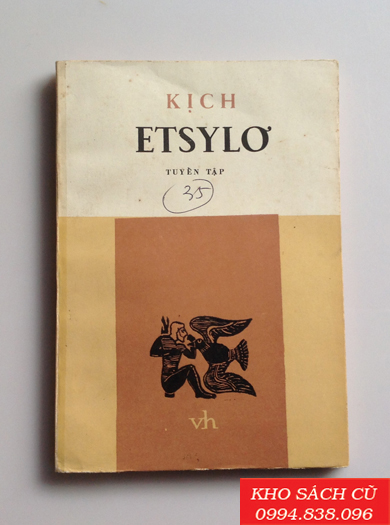 KỊCH
ETSYLƠ
TUYỂN TẬP
35
vh
KHO SÁCH CŨ
0994.838.096